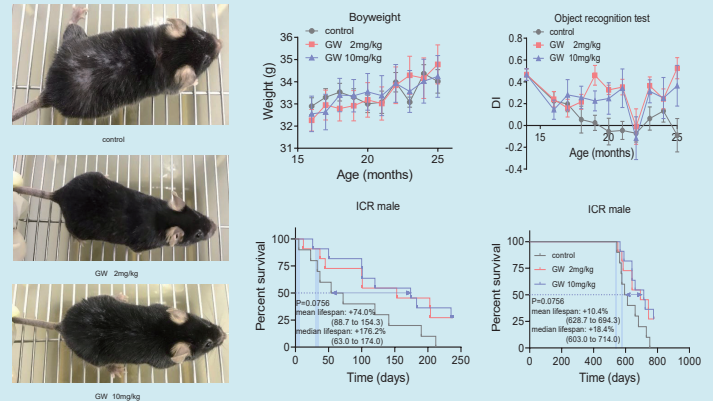 control
GW 2mg/kg
GW 10mg/kg
Boyweight
control
GW 2mg/kg
GW 10mg/kg
Weight (g)
36
35
34
33
32
31
15
20
25
Age (months)
Object recognition test
control
GW 2mg/kg
GW 10mg/kg
DI
0.8
0.6
0.4
0.2
0.0
-0.2
-0.4
15
20
25
Age (months)
ICR male
Percent survival
100
75
50
25
0
P=0.0756
mean lifespan: +74.0%
(88.7 to 154.3)
median lifespan: +176.2%
(63.0 to 174.0)
0
50
100
150
200
250
Time (days)
ICR male
control
GW 2mg/kg
GW 10mg/kg
Percent survival
100
75
50
25
0
P=0.0756
mean lifespan: +10.4%
(628.7 to 694.3)
median lifespan: +18.4%
(603.0 to 714.0)
0
200
400
600
800
1000
Time (days)